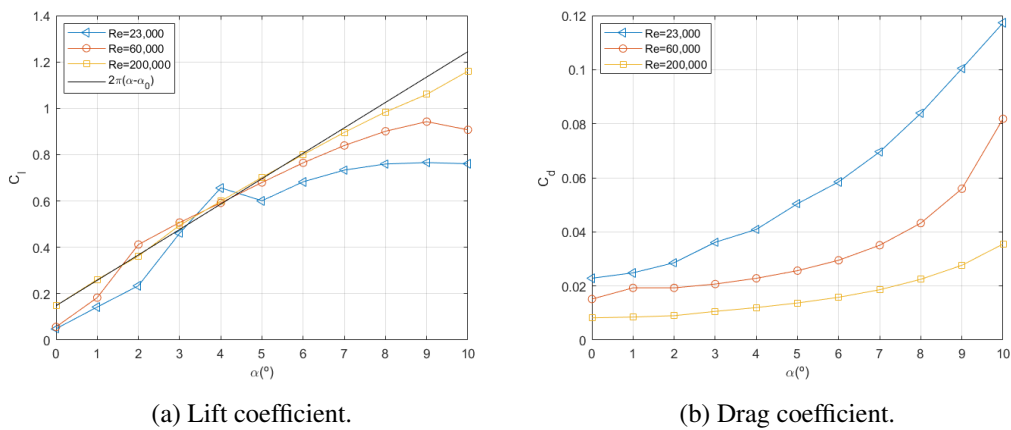 1.4
1.2
1
0.8
0.6
0.4
0.2
0
C_l
Re=23,000
Re=60,000
Re=200,000
2π(α-α_0)
0 1 2 3 4 5 6 7 8 9 10
α(º)
(a) Lift coefficient.
0.12
0.1
0.08
0.06
0.04
0.02
0
C_d
Re=23,000
Re=60,000
Re=200,000
0 1 2 3 4 5 6 7 8 9 10
α(º)
(b) Drag coefficient.